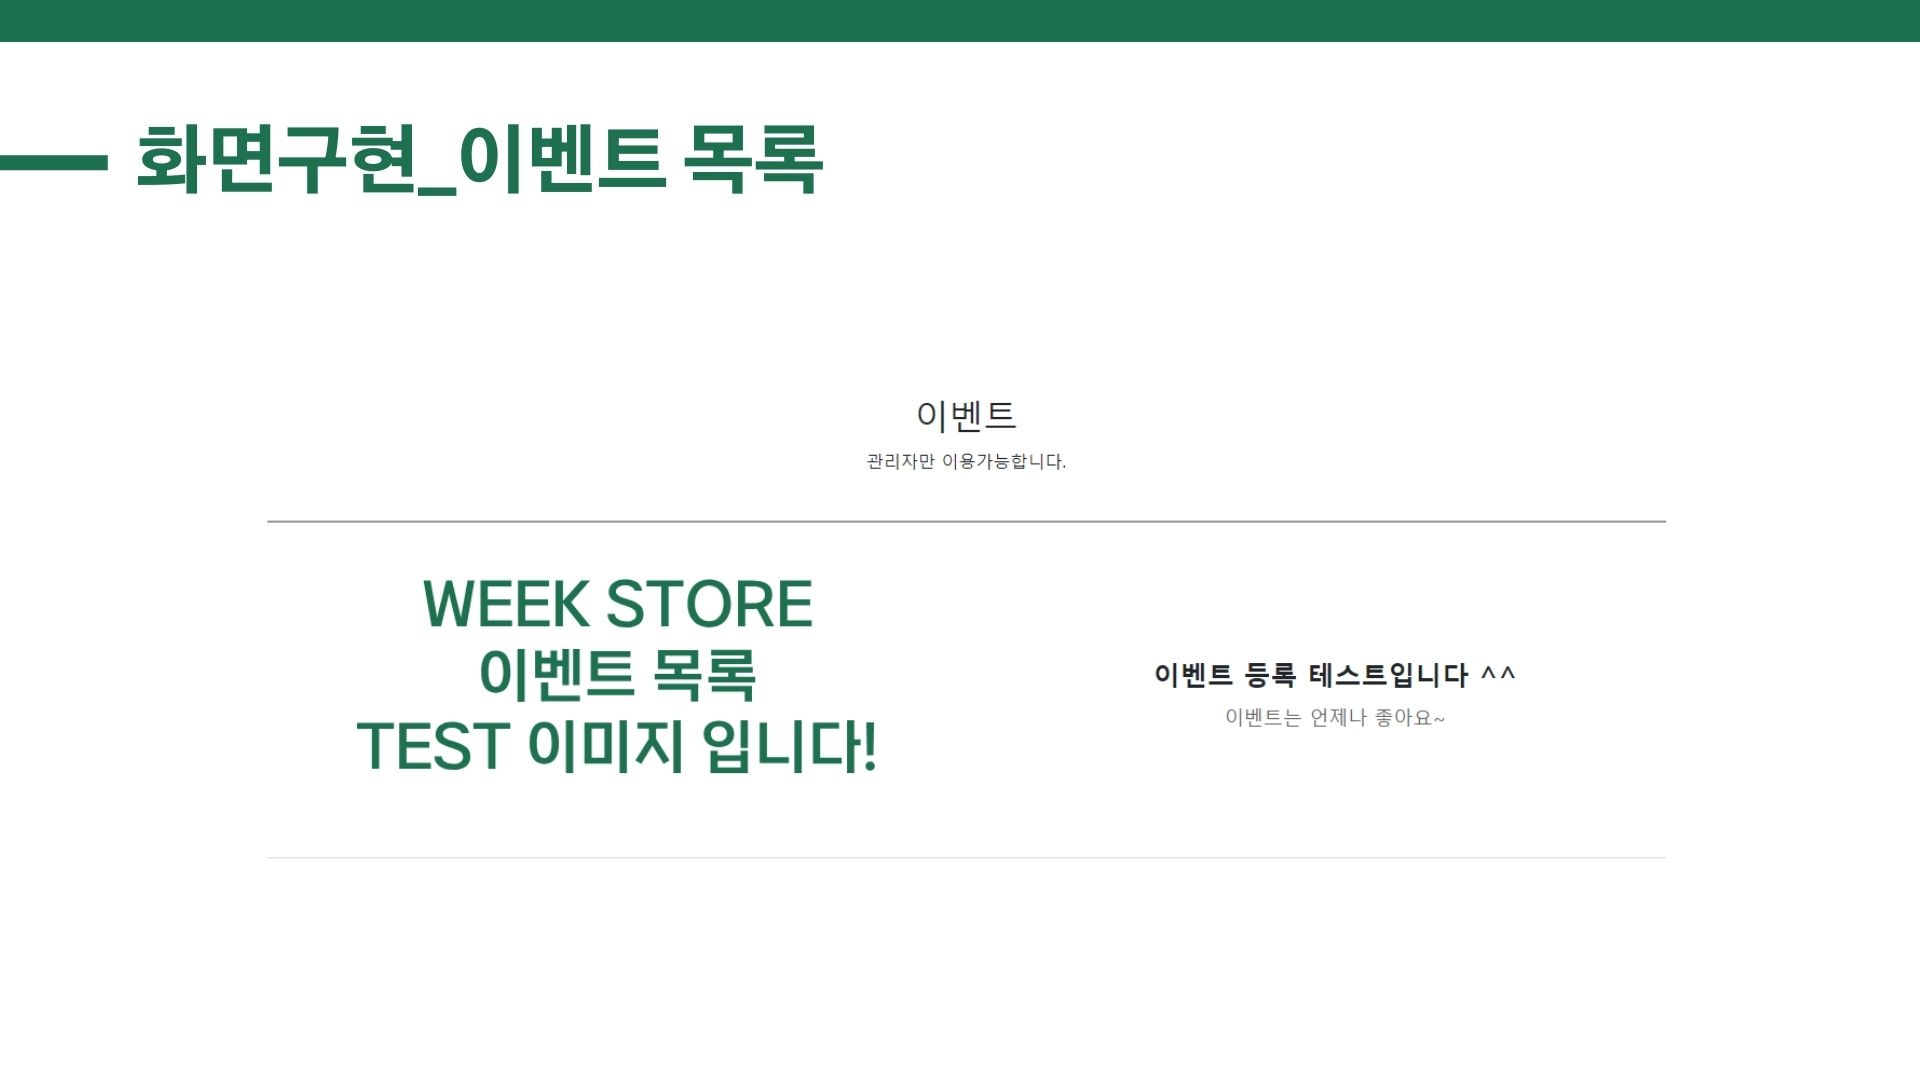 화면구현_이벤트 목록
이벤트
관리자만 이용가능합니다.
WEEK STORE
이벤트 목록
TEST 이미지 입니다!
이벤트 등록 테스트입니다 ^^
이벤트는 언제나 좋아요~